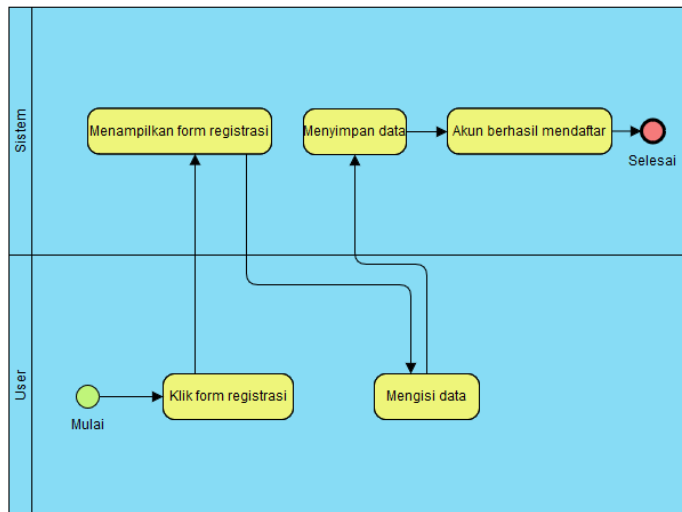 Sistem
Menampilkan form registrasi
Menyimpan data
Akun berhasil mendaftar
Selesai
User
Mulai
Klik form registrasi
Mengisi data